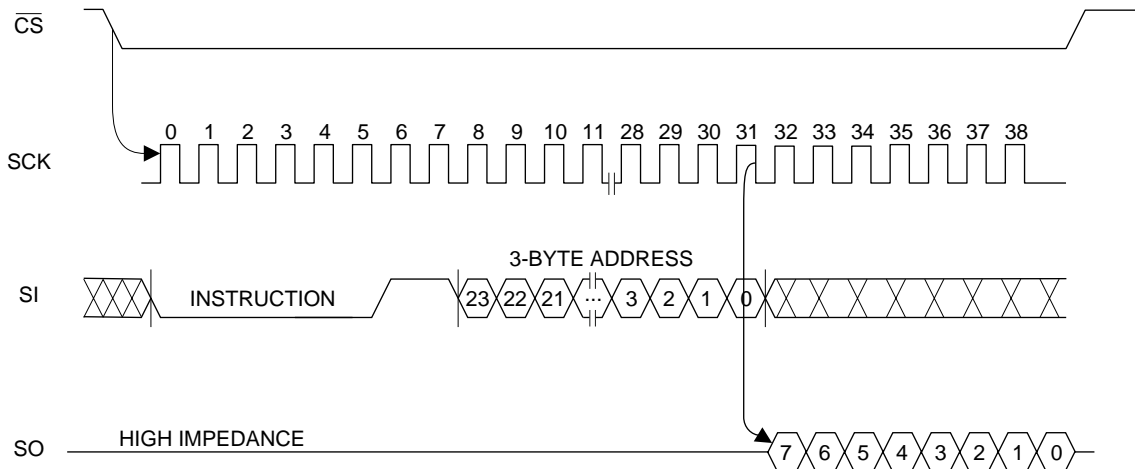 CS
0 1 2 3 4 5 6 7 8 9 10 11 28 29 30 31 32 33 34 35 36 37 38
SCK
3-BYTE ADDRESS
SI INSTRUCTION 23 22 21 ... 3 2 1 0
HIGH IMPEDANCE
SO 7 6 5 4 3 2 1 0